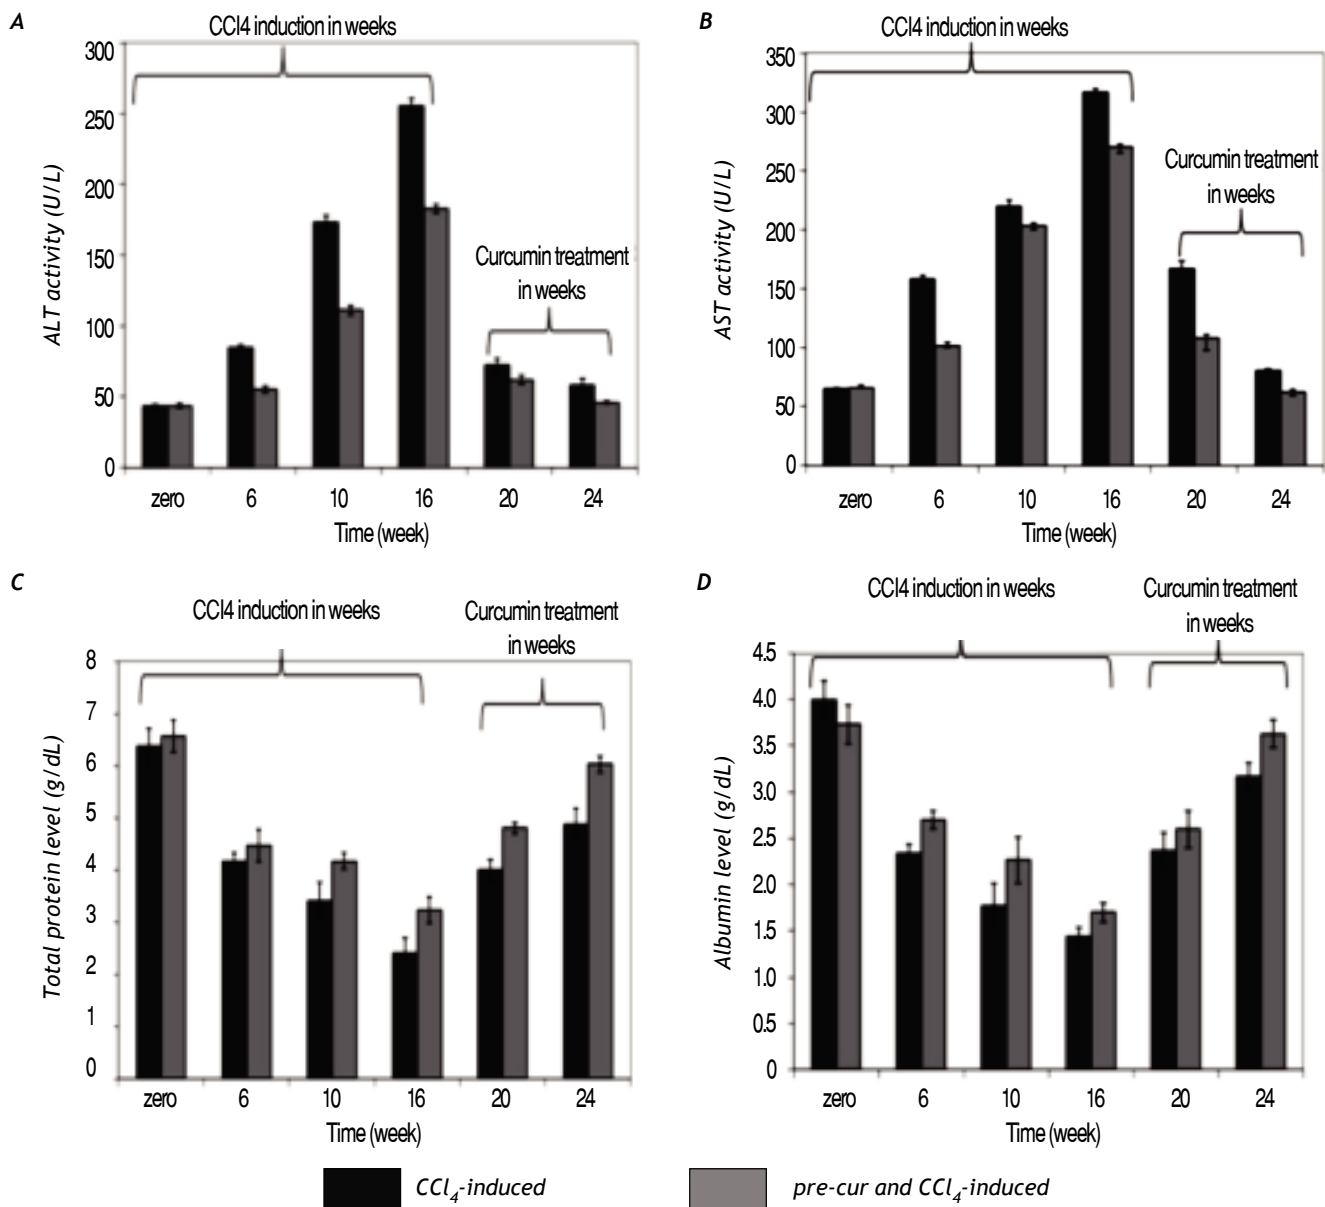 A
CCl4 induction in weeks
300
250
200
150
100
50
0
ALT activity (U/L)
Curcumin treatment
in weeks
zero 6 10 16 20 24
Time (week)
B
CCl4 induction in weeks
350
300
250
200
150
100
50
0
AST activity (U/L)
Curcumin treatment
in weeks
zero 6 10 16 20 24
Time (week)
C
CCl4 induction in weeks
Curcumin treatment
in weeks
8
7
6
5
4
3
2
1
0
Total protein level (g/dL)
zero 6 10 16 20 24
Time (week)
D
CCl4 induction in weeks
Curcumin treatment
in weeks
4.5
4.0
3.5
3.0
2.5
2.0
1.5
1.0
0.5
0
Albumin level (g/dL)
zero 6 10 16 20 24
Time (week)
CCl4-induced
pre-cur and CCl4-induced